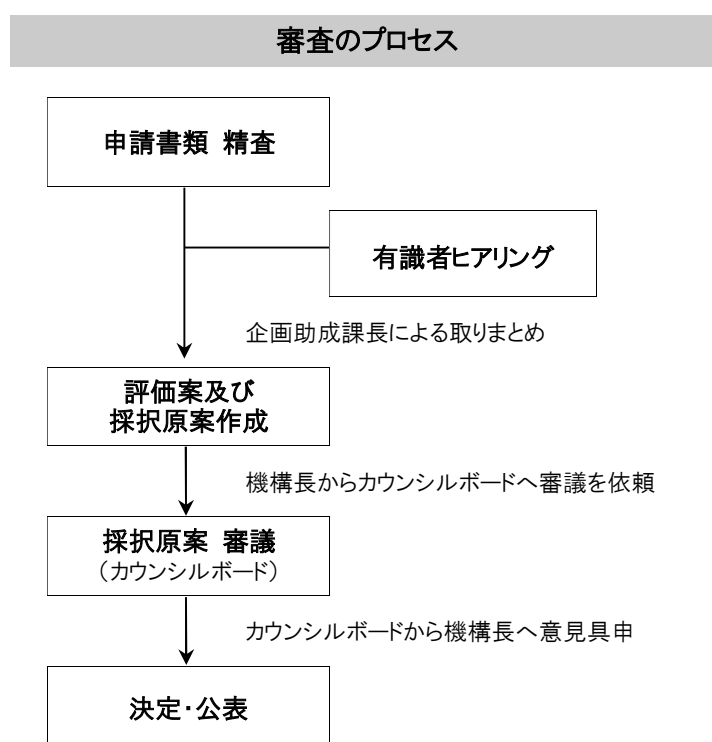 審査のプロセス
申請書類 精査
有識者ヒアリング
企画助成課長による取りまとめ
評価案及び
採択原案作成
機構長からカウンシルボードへ審議を依頼
採択原案 審議
（カウンシルボード）
カウンシルボードから機構長へ意見具申
決定・公表